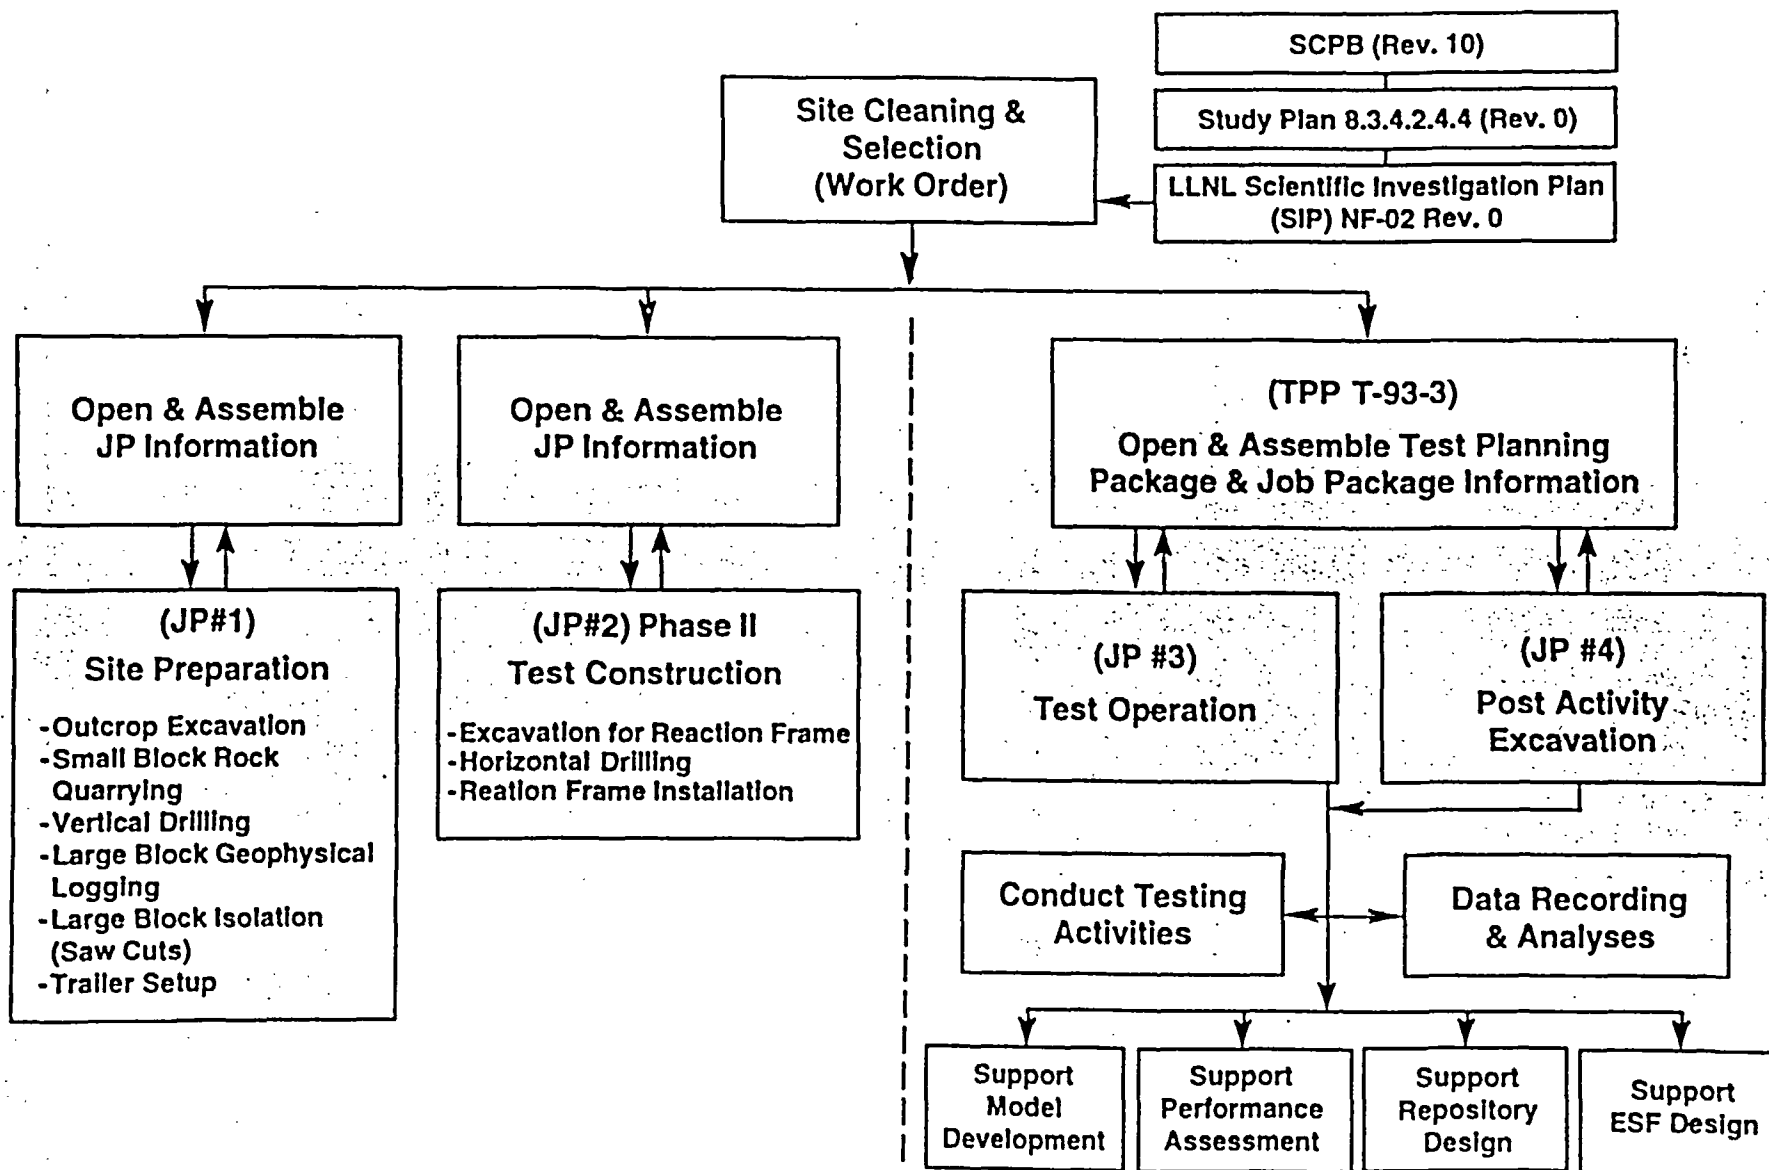 SCPB (Rev. 10)
Study Plan 8.3.4.2.4.4 (Rev. 0)
LLNL Scientific Investigation Plan
(SIP) NF-02 Rev. 0
Site Cleaning &
Selection
(Work Order)
Open & Assemble
JP Information
Open & Assemble
JP Information
(TPP T-93-3)
Open & Assemble Test Planning
Package & Job Package Information
(JP#1)
Site Preparation
-Outcrop Excavation
-Small Block Rock
Quarrying
-Vertical Drilling
-Large Block Geophysical
Logging
-Large Block Isolation
(Saw Cuts)
-Trailer Setup
(JP#2) Phase II
Test Construction
-Excavation for Reaction Frame
-Horizontal Drilling
-Reation Frame Installation
(JP #3)
Test Operation
(JP #4)
Post Activity
Excavation
Conduct Testing
Activities
Data Recording
& Analyses
Support
Model
Development
Support
Performance
Assessment
Support
Repository
Design
Support
ESF Design